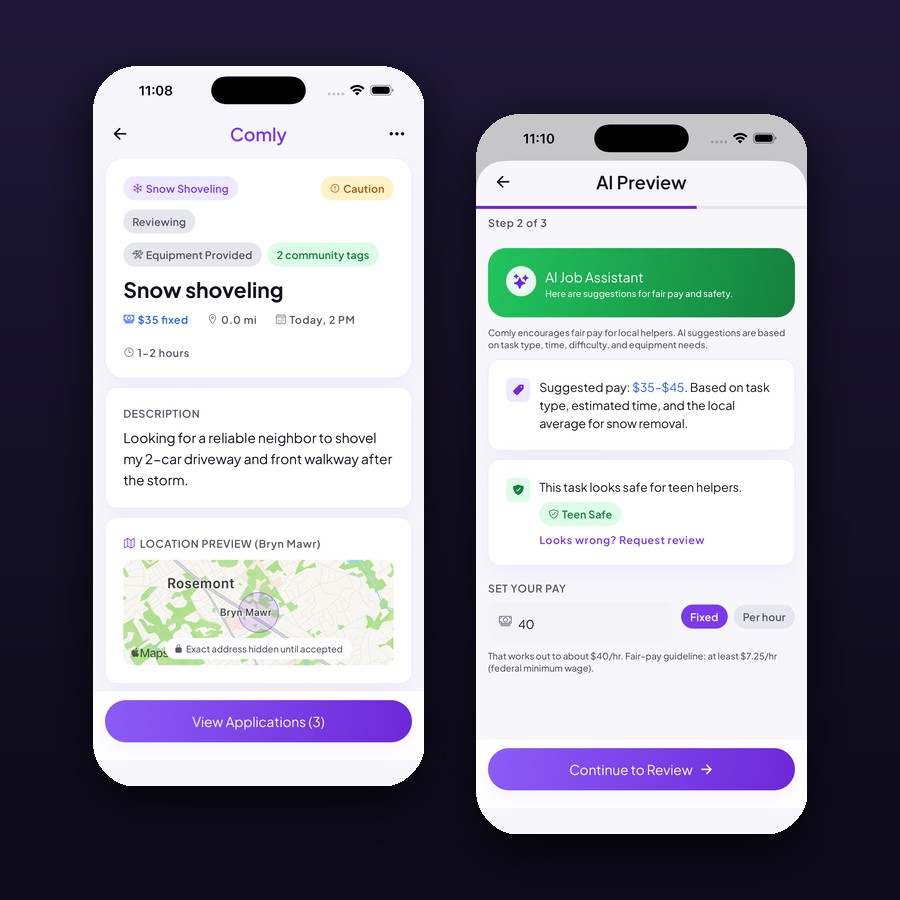 11:08
Comly
Snow Shoveling
Caution
Reviewing
Equipment Provided
2 community tags
Snow shoveling
$35 fixed
0.0 mi
Today, 2 PM
1–2 hours
DESCRIPTION
Looking for a reliable neighbor to shovel
my 2–car driveway and front walkway after
the storm.
LOCATION PREVIEW (Bryn Mawr)
Rosemont
Bryn Mawr
Maps
Exact address hidden until accepted
View Applications (3)
11:10
AI Preview
Step 2 of 3
AI Job Assistant
Here are suggestions for fair pay and safety.
Comly encourages fair pay for local helpers. AI suggestions are based
on task type, time, difficulty, and equipment needs.
Suggested pay: $35–$45. Based on task
type, estimated time, and the local
average for snow removal.
This task looks safe for teen helpers.
Teen Safe
Looks wrong? Request review
SET YOUR PAY
40
Fixed
Per hour
That works out to about $40/hr. Fair-pay guideline: at least $7.25/hr
(federal minimum wage).
Continue to Review